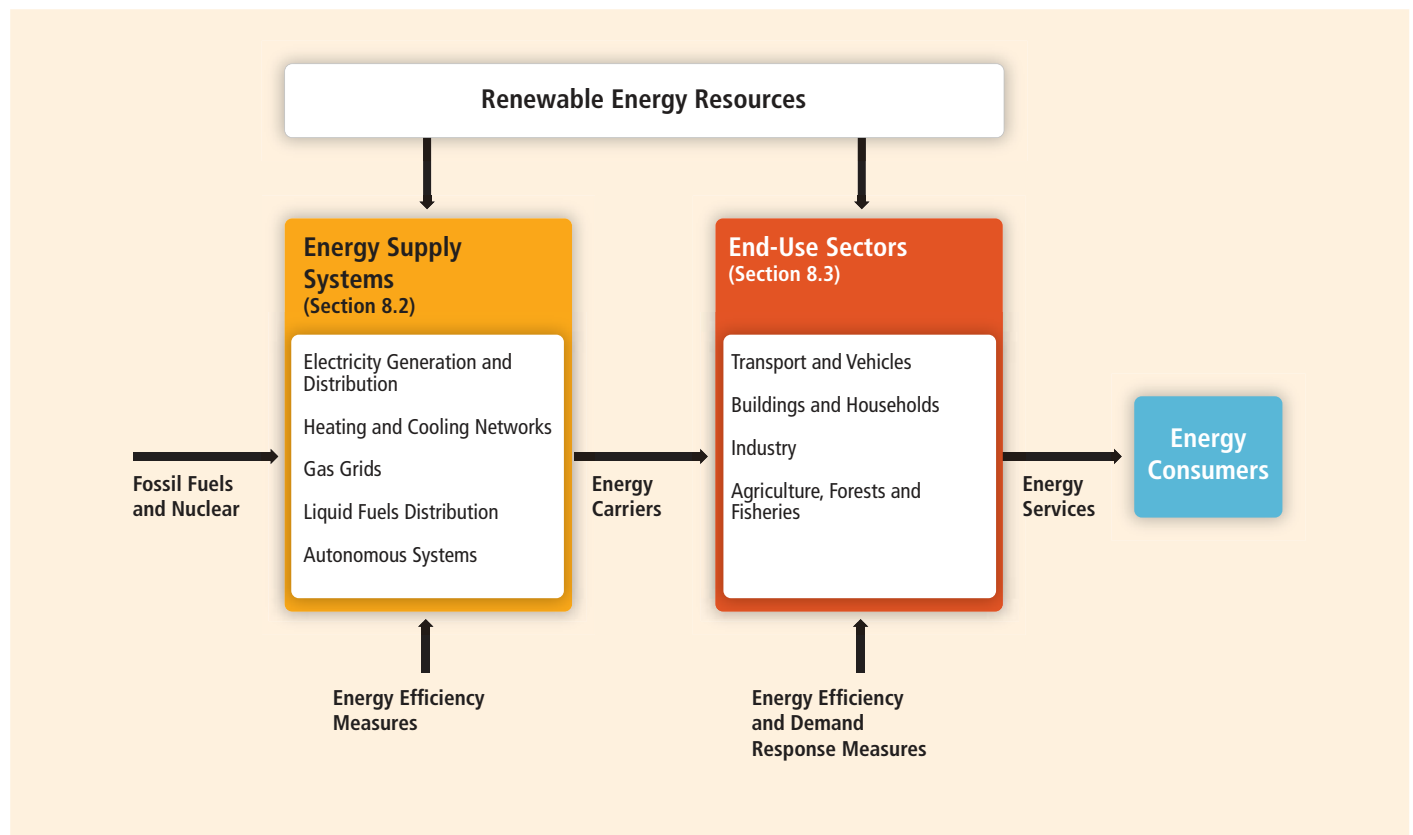 Renewable Energy Resources
Energy Supply
Systems
(Section 8.2)
Electricity Generation and
Distribution
Heating and Cooling Networks
Gas Grids
Liquid Fuels Distribution
Autonomous Systems
End-Use Sectors
(Section 8.3)
Transport and Vehicles
Buildings and Households
Industry
Agriculture, Forests and
Fisheries
Fossil Fuels
and Nuclear
Energy
Carriers
Energy
Services
Energy
Consumers
Energy Efficiency
Measures
Energy Efficiency
and Demand
Response Measures